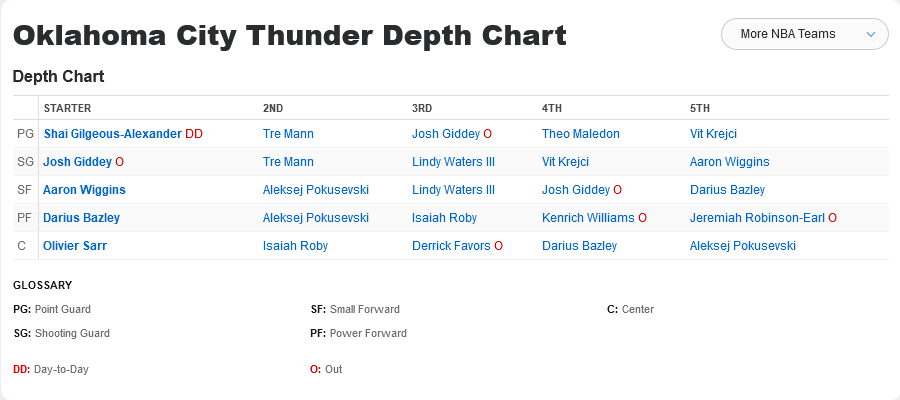 Oklahoma City Thunder Depth Chart
More NBA Teams
Depth Chart
STARTER 2ND 3RD 4TH 5TH
PG Shai Gilgeous-Alexander DD Tre Mann Josh Giddey O Theo Maledon Vit Krejci
SG Josh Giddey O Tre Mann Lindy Waters III Vit Krejci Aaron Wiggins
SF Aaron Wiggins Aleksej Pokusevski Lindy Waters III Josh Giddey O Darius Bazley
PF Darius Bazley Aleksej Pokusevski Isaiah Roby Kenrich Williams O Jeremiah Robinson-Earl O
C Olivier Sarr Isaiah Roby Derrick Favors O Darius Bazley Aleksej Pokusevski
GLOSSARY
PG: Point Guard SF: Small Forward C: Center
SG: Shooting Guard PF: Power Forward
DD: Day-to-Day O: Out